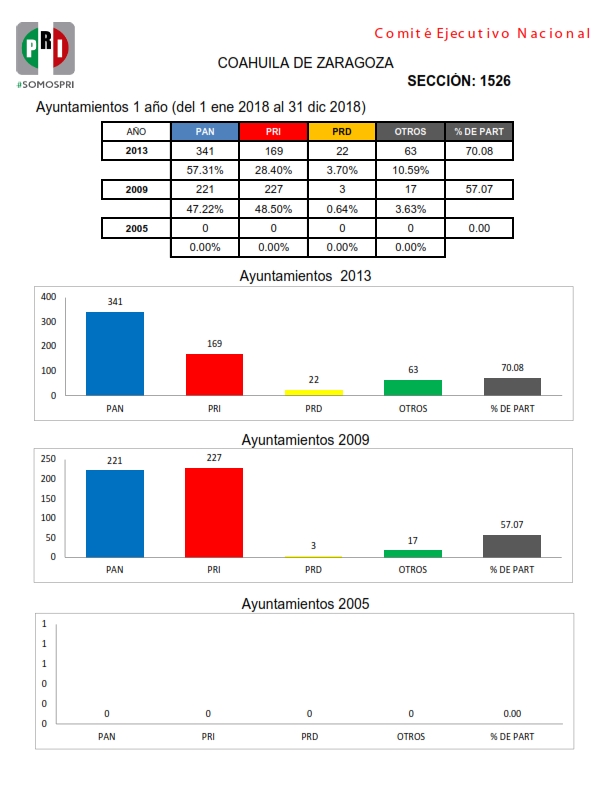 Comité Ejecutivo Nacional
PRI
#SOMOSPRI
COAHUILA DE ZARAGOZA
SECCIÓN: 1526
Ayuntamientos 1 año (del 1 ene 2018 al 31 dic 2018)
AÑO PAN PRI PRD OTROS % DE PART
2013 341 169 22 63 70.08
57.31% 28.40% 3.70% 10.59%
2009 221 227 3 17 57.07
47.22% 48.50% 0.64% 3.63%
2005 0 0 0 0 0.00
0.00% 0.00% 0.00% 0.00%
Ayuntamientos 2013
400
300
200
100
0
341 169 22 63 70.08
PAN PRI PRD OTROS % DE PART
Ayuntamientos 2009
250
200
150
100
50
0
221 227 3 17 57.07
PAN PRI PRD OTROS % DE PART
Ayuntamientos 2005
1
1
1
0
0
0
0 0 0 0 0.00
PAN PRI PRD OTROS % DE PART